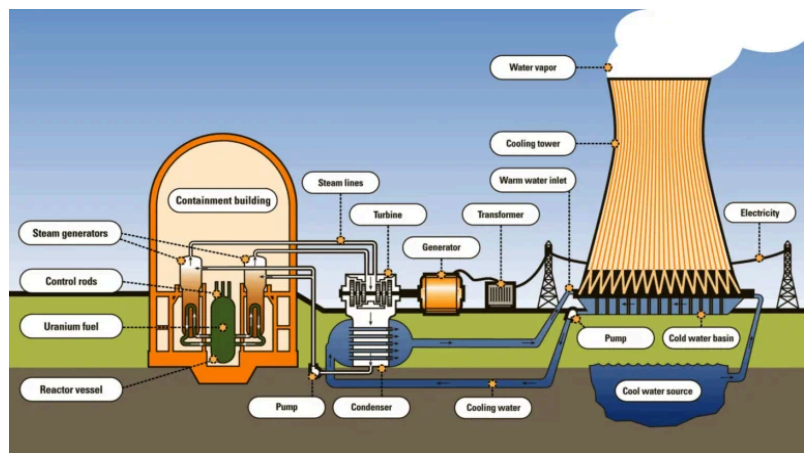 Water vapor
Cooling tower
Containment building
Steam lines
Warm water inlet
Turbine
Transformer
Electricity
Steam generators
Generator
Control rods
Uranium fuel
Pump
Cold water basin
Reactor vessel
Cool water source
Pump
Condenser
Cooling water